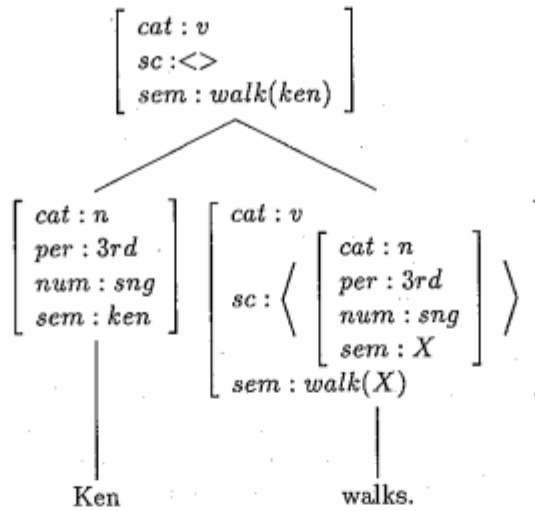 cat : v
sc :<>
sem : walk(ken)
cat : n
per : 3rd
num : sng
sem : ken
cat : v
sc : <
cat : n
per : 3rd
num : sng
sem : X
>
sem : walk(X)
Ken
walks.